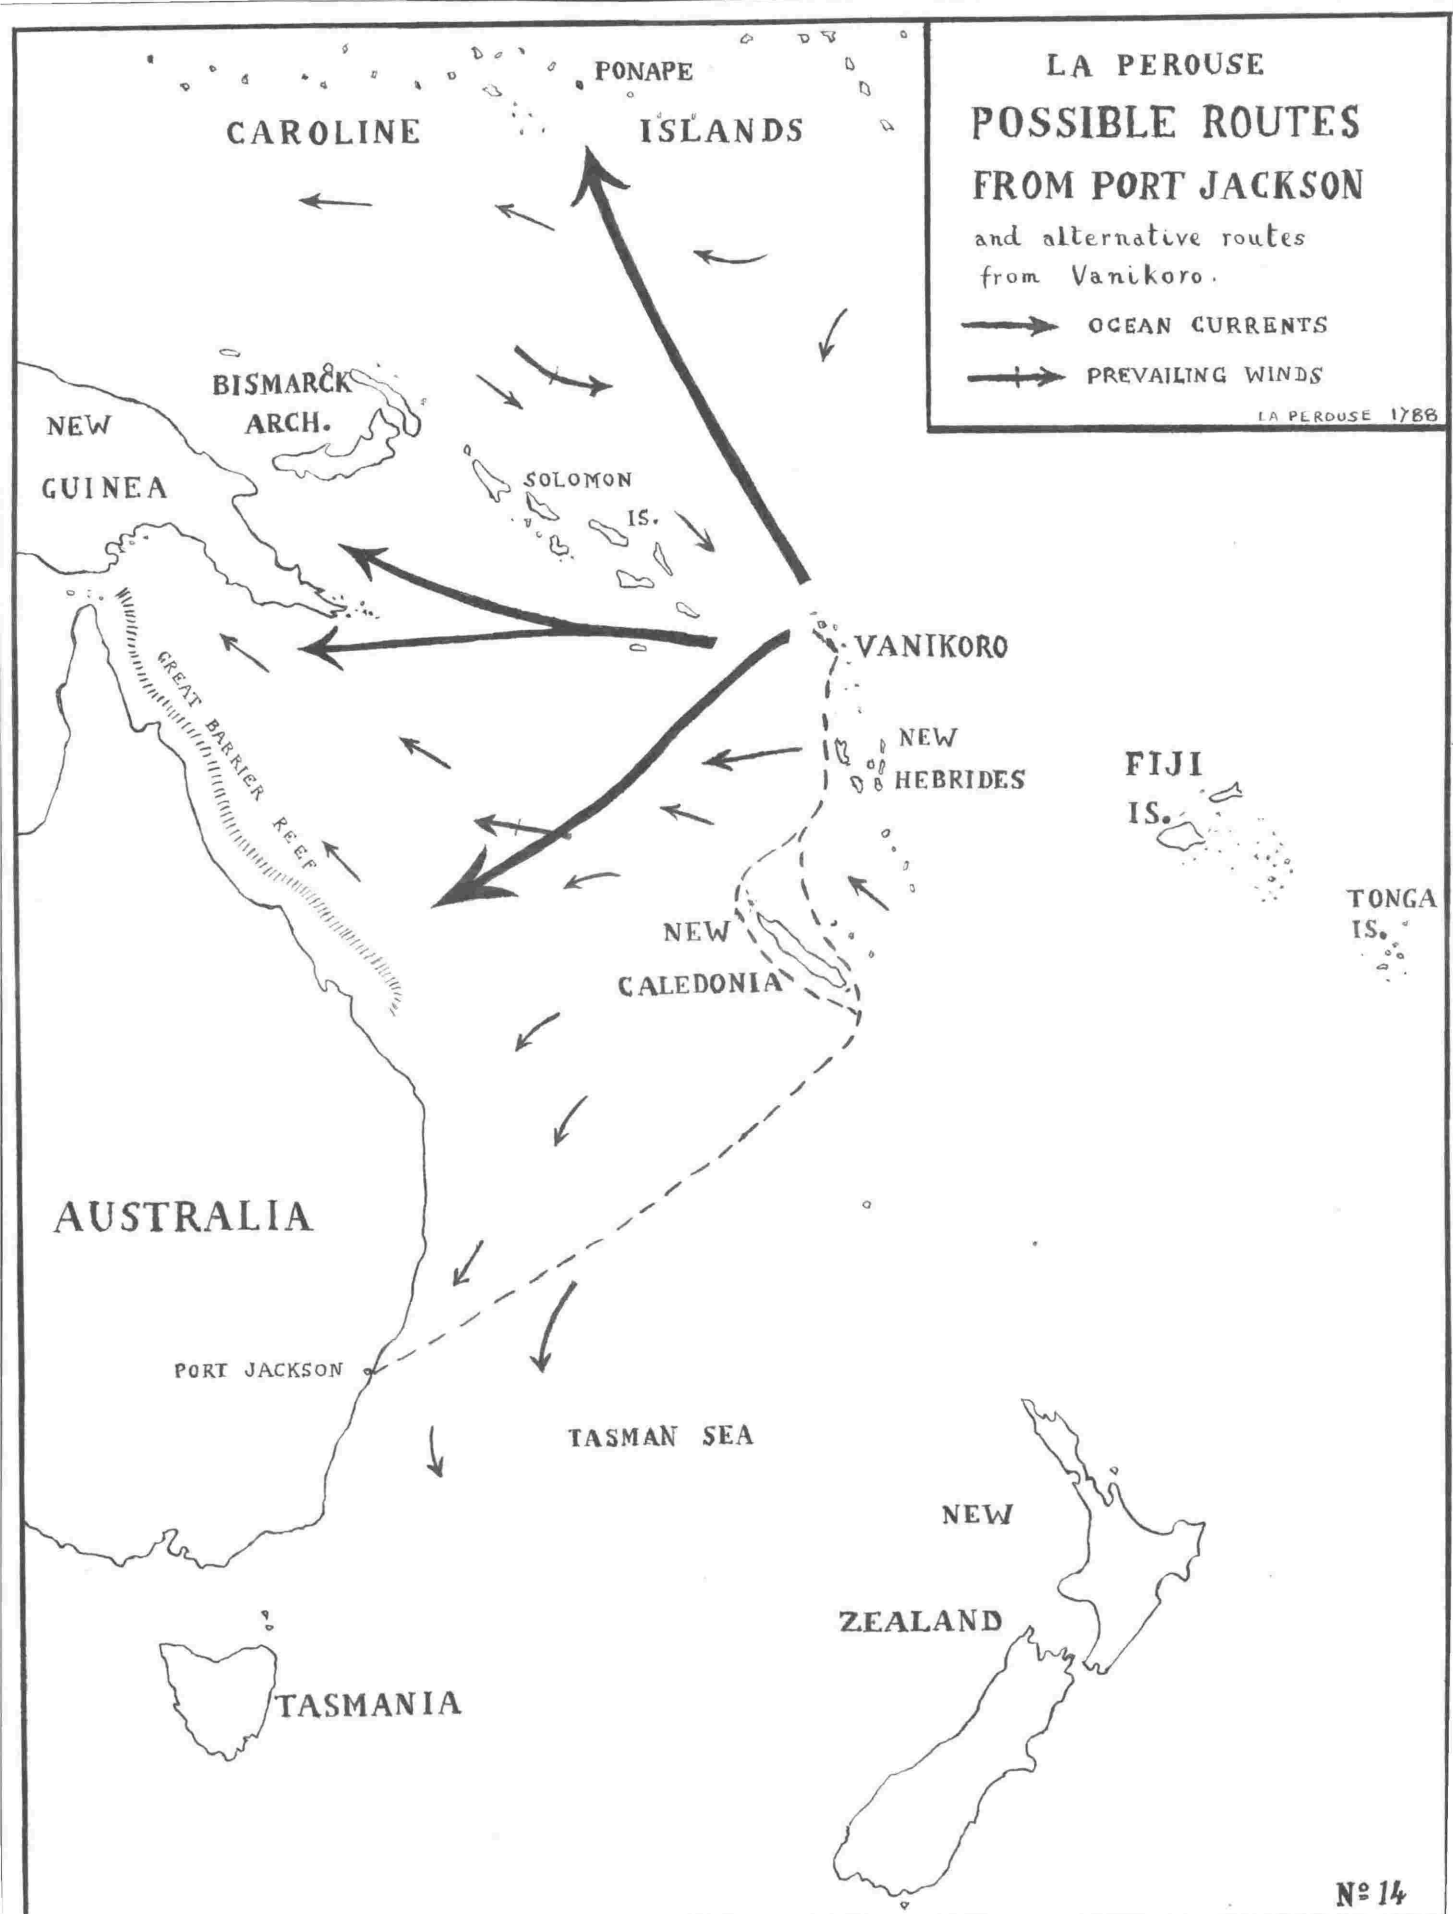 LA PEROUSE
POSSIBLE ROUTES
FROM PORT JACKSON
and alternative routes
from Vanikoro.
OCEAN CURRENTS
PREVAILING WINDS
LA PEROUSE 1788
PONAPE
CAROLINE ISLANDS
BISMARCK
ARCH.
NEW
GUINEA
SOLOMON
IS.
VANIKORO
GREAT BARRIER REEF
NEW
HEBRIDES
FIJI
IS.
TONGA
IS.
NEW
CALEDONIA
AUSTRALIA
PORT JACKSON
TASMAN SEA
NEW
ZEALAND
TASMANIA
Nº 14